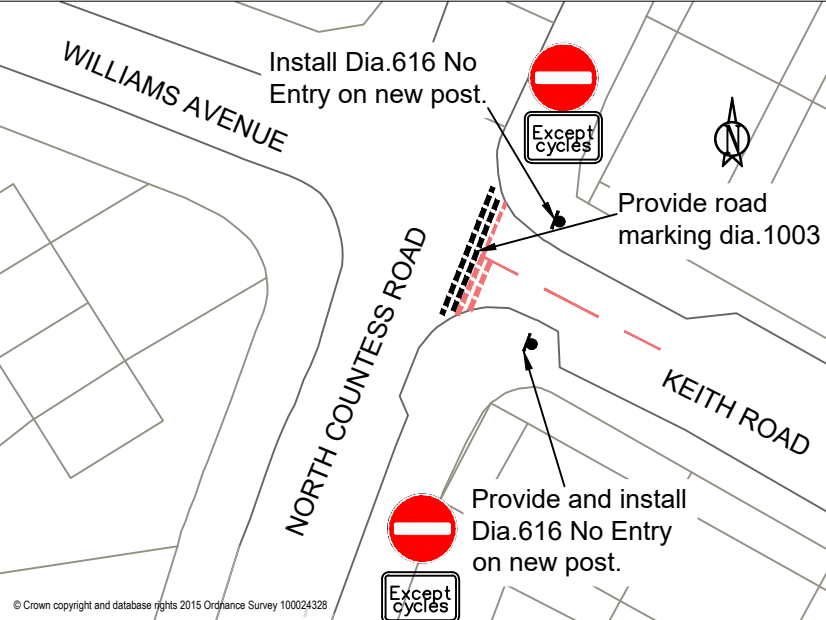 WILLIAMS AVENUE
Install Dia.616 No
Entry on new post.
Except
cycles
N
Provide road
marking dia.1003
NORTH COUNTESS ROAD
KEITH ROAD
Provide and install
Dia.616 No Entry
on new post.
Except
cycles
© Crown copyright and database rights 2015 Ordnance Survey 100024328